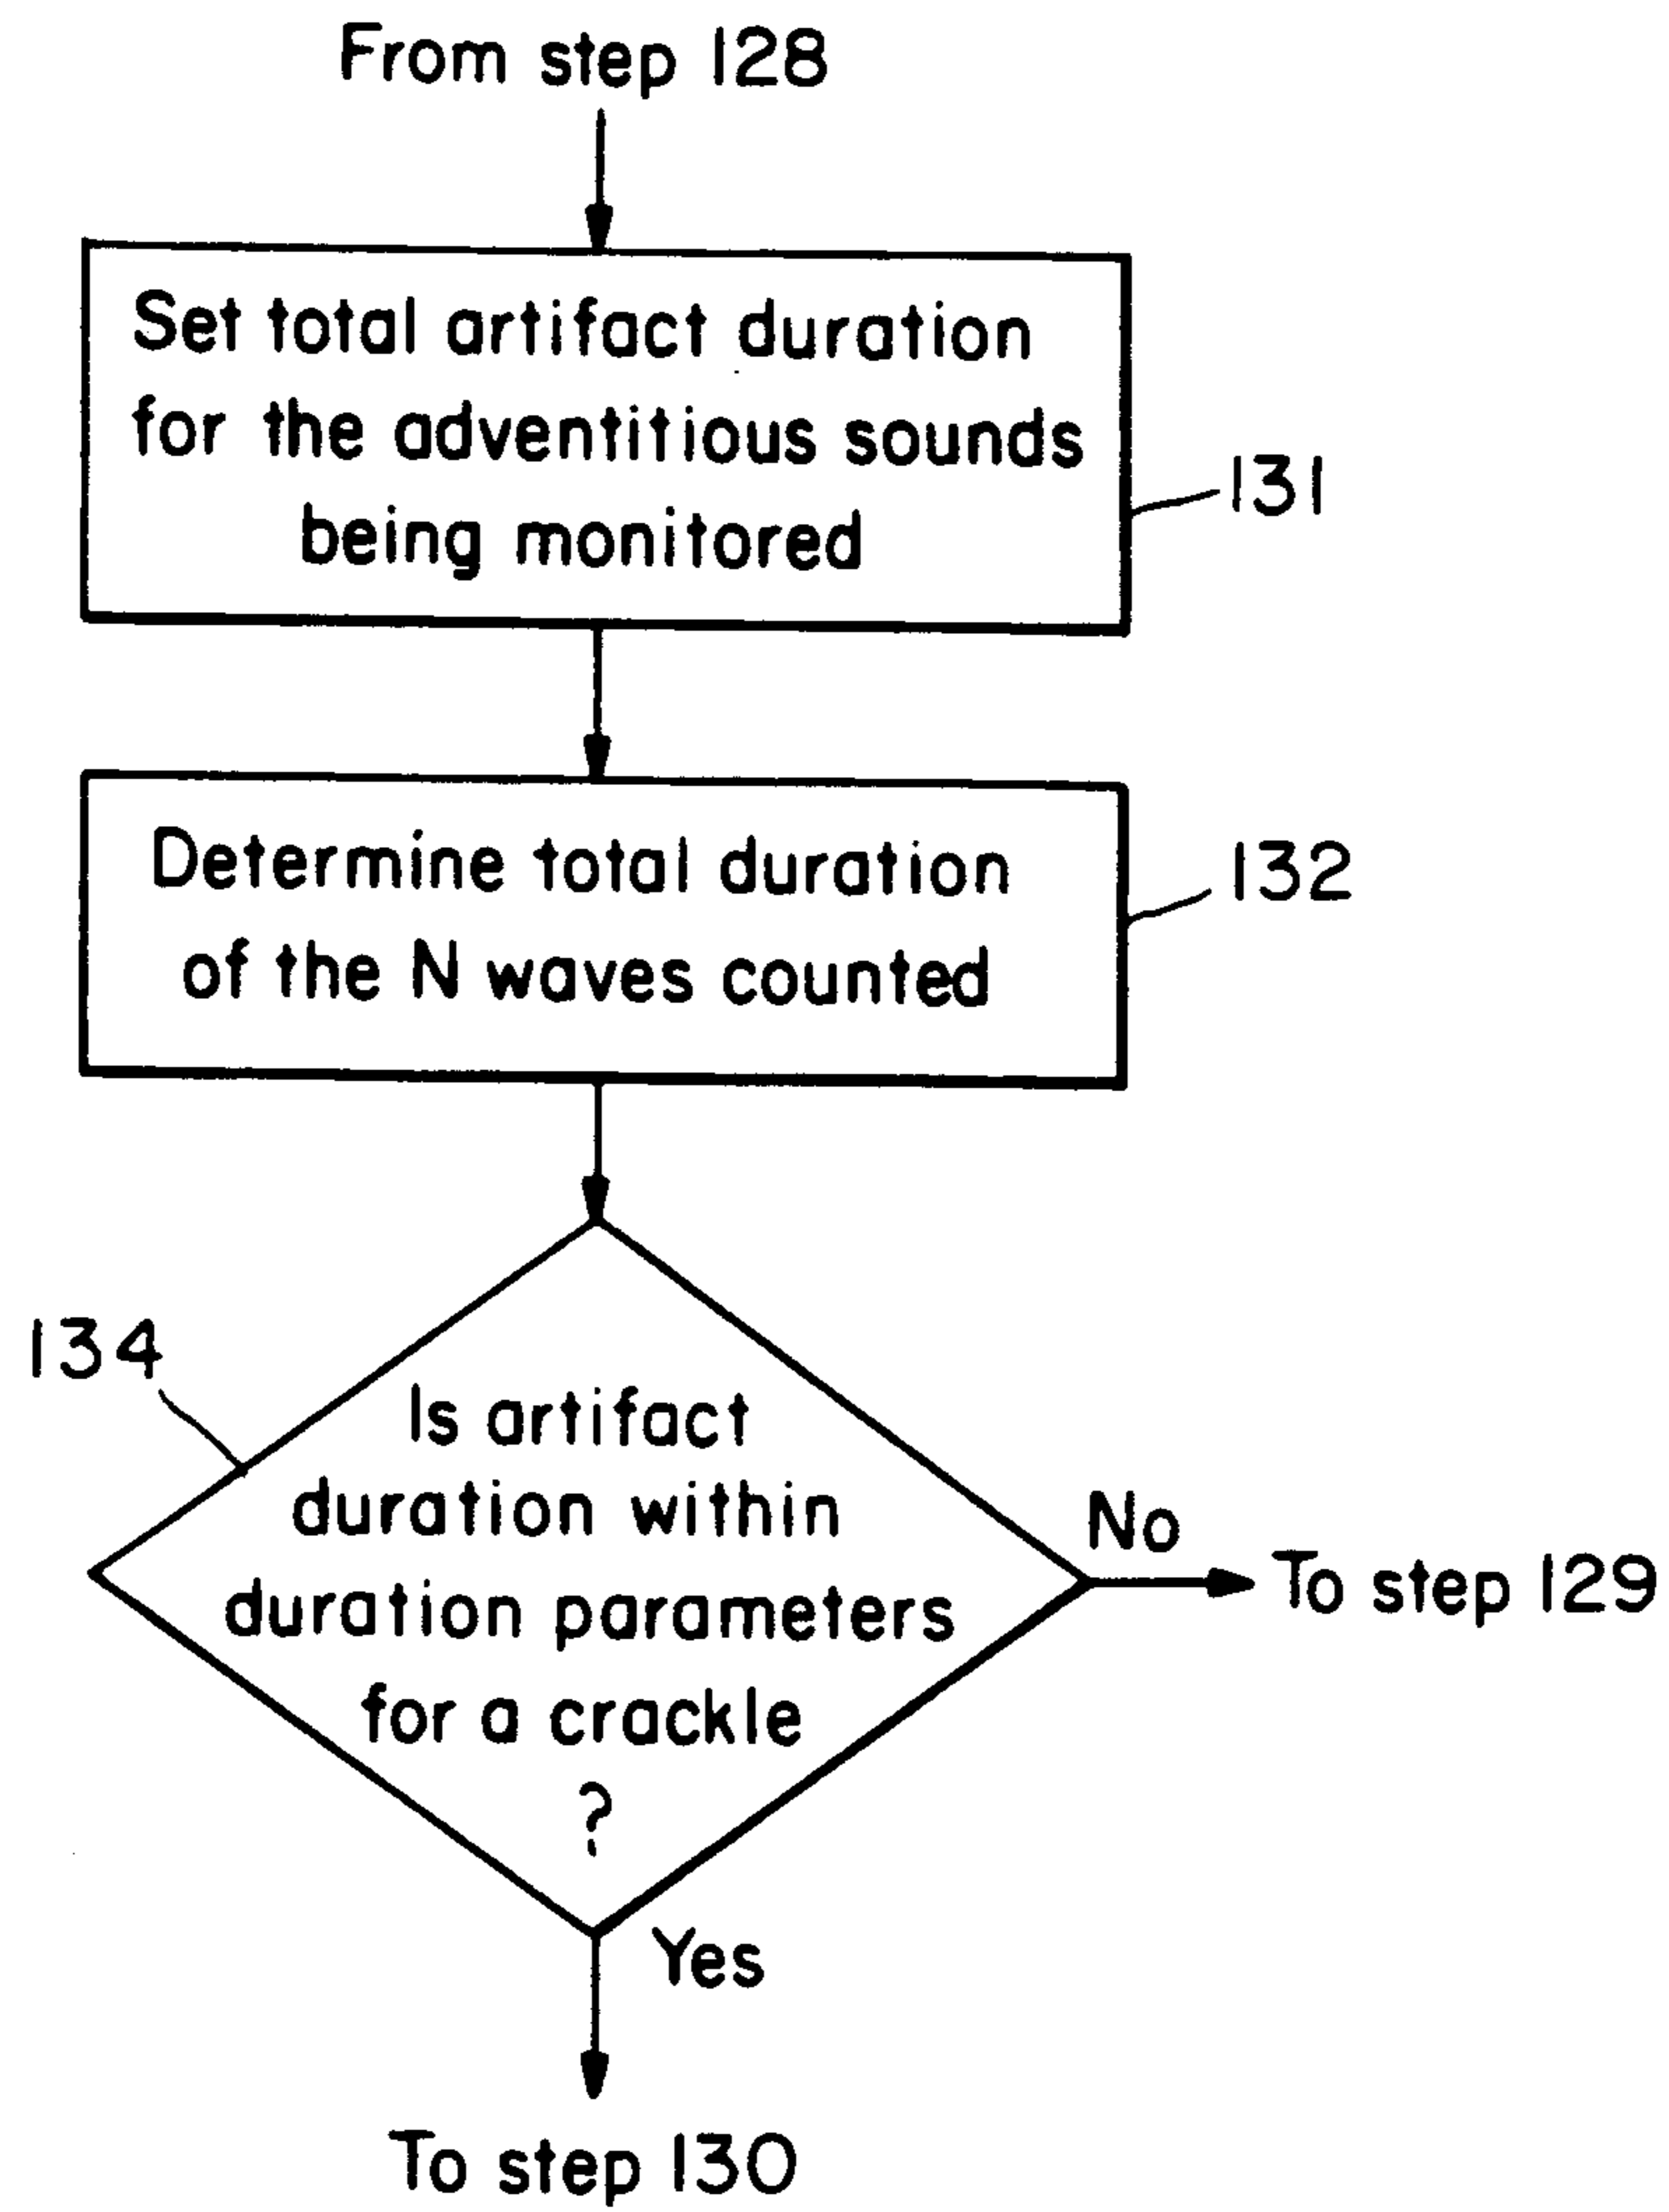 From step 128
Set total artifact duration
for the adventitious sounds
being monitored
131
Determine total duration
of the N waves counted
132
134
Is artifact
duration within
duration parameters
for a crackle
?
No
To step 129
Yes
To step 130